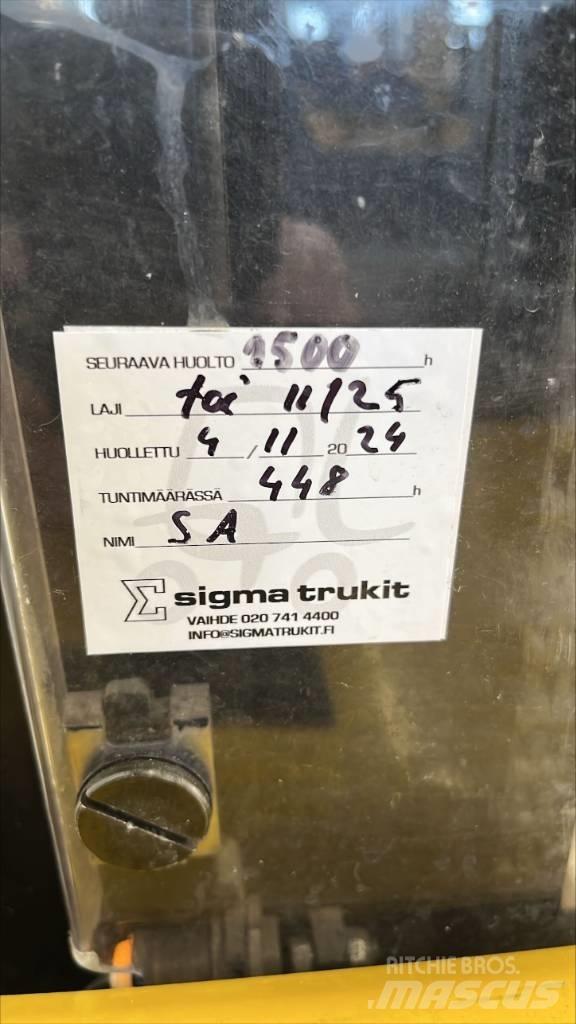 SEURAAVA HUOLTO 1500 h
LAJI tai 11/25
HUOLLETTU 4 / 11 20 24
TUNTIMÄÄRÄSSÄ 448 h
NIMI SA
Σ sigma trukit
VAIHDE 020 741 4400
INFO@SIGMATRUKIT.FI
RITCHIE BROS.
MASCUS